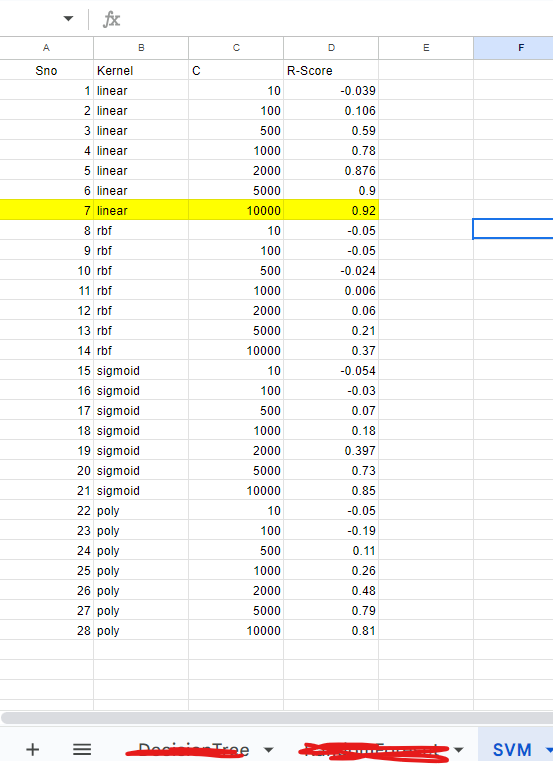 fx
A B C D E F
Sno Kernel C R-Score
1 linear 10 -0.039
2 linear 100 0.106
3 linear 500 0.59
4 linear 1000 0.78
5 linear 2000 0.876
6 linear 5000 0.9
7 linear 10000 0.92
8 rbf 10 -0.05
9 rbf 100 -0.05
10 rbf 500 -0.024
11 rbf 1000 0.006
12 rbf 2000 0.06
13 rbf 5000 0.21
14 rbf 10000 0.37
15 sigmoid 10 -0.054
16 sigmoid 100 -0.03
17 sigmoid 500 0.07
18 sigmoid 1000 0.18
19 sigmoid 2000 0.397
20 sigmoid 5000 0.73
21 sigmoid 10000 0.85
22 poly 10 -0.05
23 poly 100 -0.19
24 poly 500 0.11
25 poly 1000 0.26
26 poly 2000 0.48
27 poly 5000 0.79
28 poly 10000 0.81
DecisionTree SVM